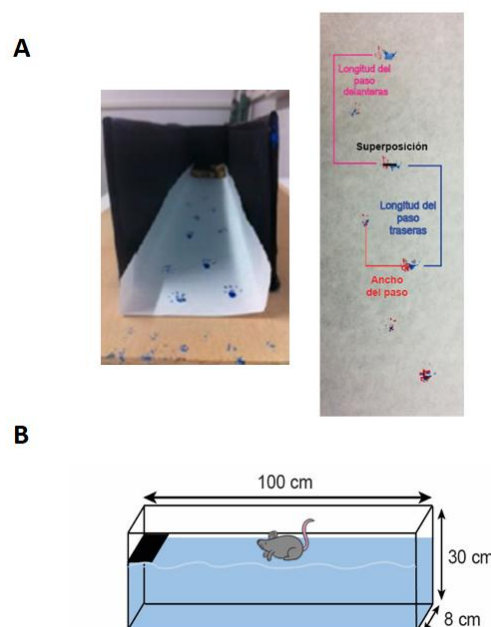 A
Longitud del
paso
delanteras
Superposición
Longitud del
paso
traseras
Ancho
del paso
B
100 cm
30 cm
8 cm